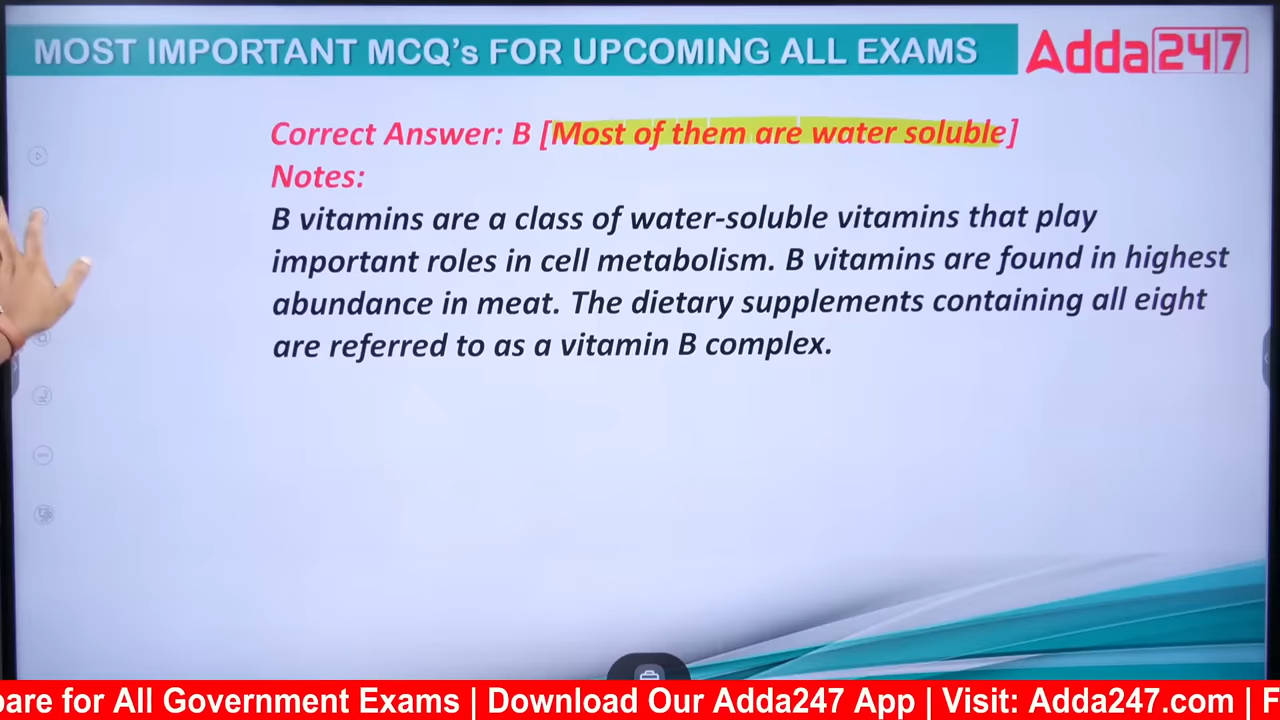 MOST IMPORTANT MCQ's FOR UPCOMING ALL EXAMS
Adda247
Correct Answer: B [Most of them are water soluble]
Notes:
B vitamins are a class of water-soluble vitamins that play
important roles in cell metabolism. B vitamins are found in highest
abundance in meat. The dietary supplements containing all eight
are referred to as a vitamin B complex.
pare for All Government Exams | Download Our Adda247 App | Visit: Adda247.com | F